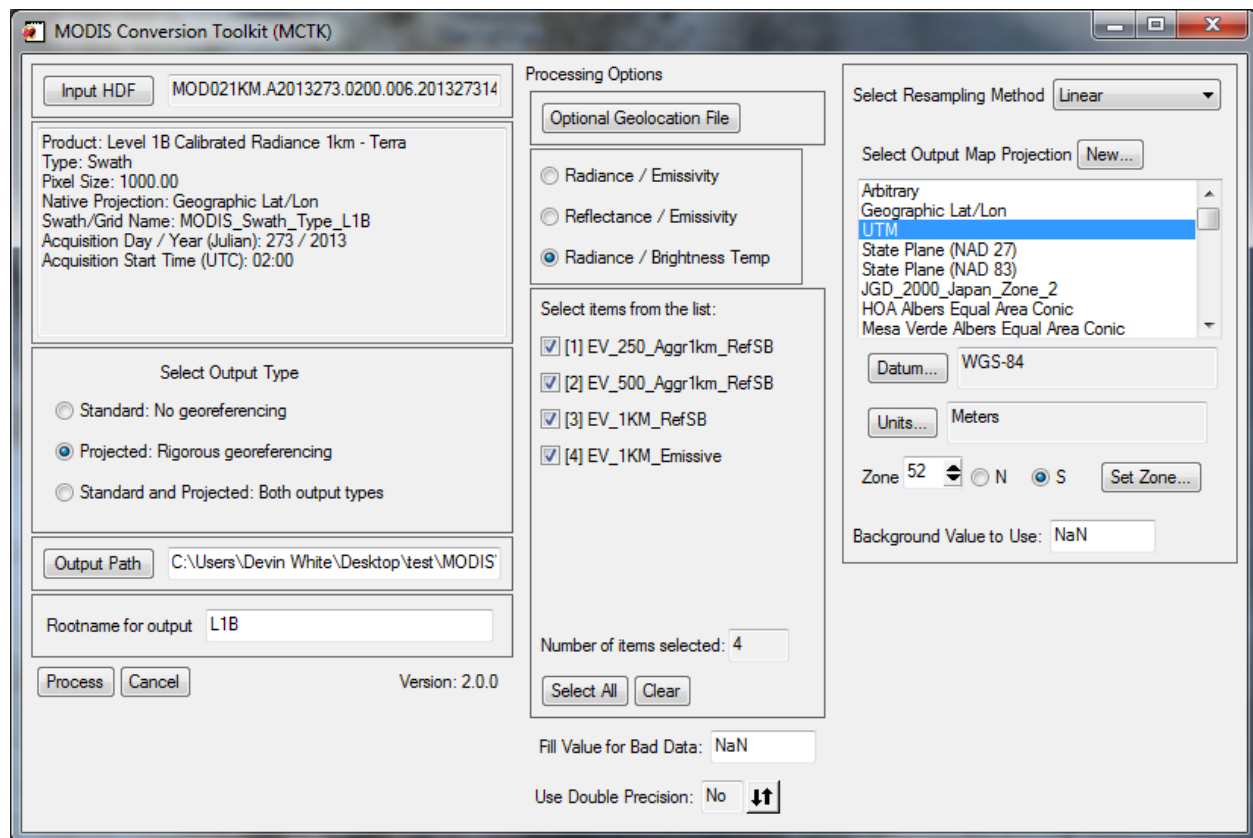 MODIS Conversion Toolkit (MCTK)
Input HDF
MOD021KM.A2013273.0200.006.201327314
Product: Level 1B Calibrated Radiance 1km - Terra
Type: Swath
Pixel Size: 1000.00
Native Projection: Geographic Lat/Lon
Swath/Grid Name: MODIS_Swath_Type_L1B
Acquisition Day / Year (Julian): 273 / 2013
Acquisition Start Time (UTC): 02:00
Select Output Type
Standard: No georeferencing
Projected: Rigorous georeferencing
Standard and Projected: Both output types
Output Path
C:\Users\Devin White\Desktop\test\MODIS
Rootname for output
L1B
Process
Cancel
Version: 2.0.0
Processing Options
Optional Geolocation File
Radiance / Emissivity
Reflectance / Emissivity
Radiance / Brightness Temp
Select items from the list:
[1] EV_250_Aggr1km_RefSB
[2] EV_500_Aggr1km_RefSB
[3] EV_1KM_RefSB
[4] EV_1KM_Emissive
Number of items selected: 4
Select All
Clear
Fill Value for Bad Data: NaN
Use Double Precision: No
Select Resampling Method Linear
Select Output Map Projection New...
Arbitrary
Geographic Lat/Lon
UTM
State Plane (NAD 27)
State Plane (NAD 83)
JGD_2000_Japan_Zone_2
HOA Albers Equal Area Conic
Mesa Verde Albers Equal Area Conic
Datum... WGS-84
Units... Meters
Zone 52 N S Set Zone...
Background Value to Use: NaN